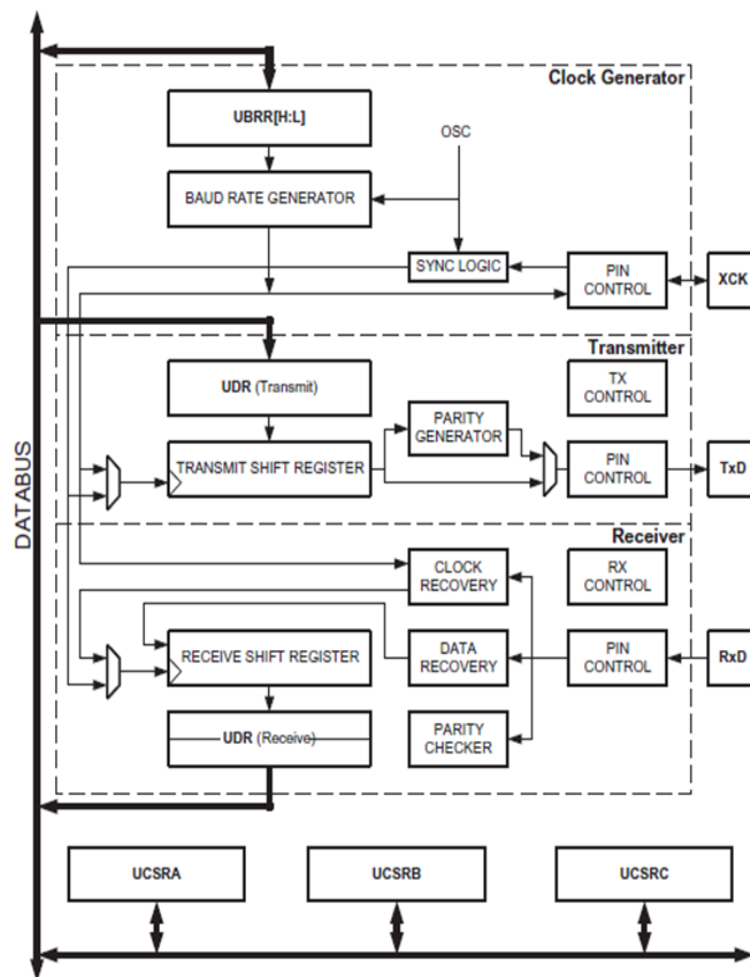 Clock Generator
UBRR[H:L]
OSC
BAUD RATE GENERATOR
SYNC LOGIC
PIN
CONTROL
XCK
Transmitter
UDR (Transmit)
TX
CONTROL
PARITY
GENERATOR
TRANSMIT SHIFT REGISTER
PIN
CONTROL
TxD
DATABUS
Receiver
CLOCK
RECOVERY
RX
CONTROL
RECEIVE SHIFT REGISTER
DATA
RECOVERY
PIN
CONTROL
RxD
UDR (Receive)
PARITY
CHECKER
UCSRA
UCSRB
UCSRC